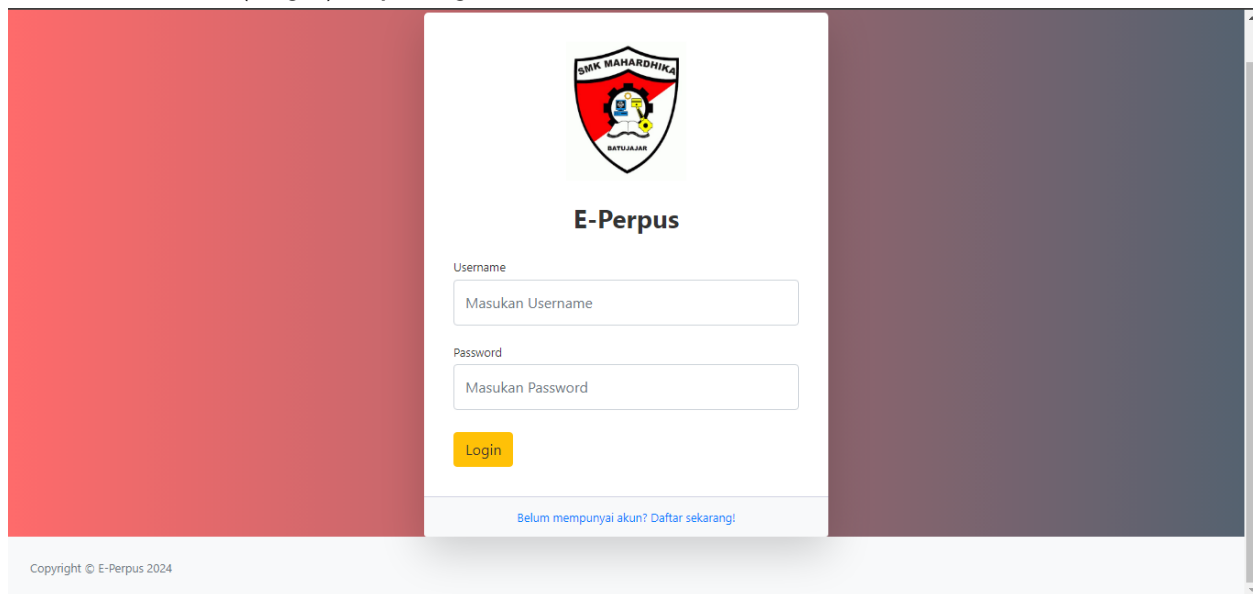 SMK MAHARDHIKA
BATUJAJAR
E-Perpus
Username
Masukan Username
Password
Masukan Password
Login
Belum mempunyai akun? Daftar sekarang!
Copyright © E-Perpus 2024